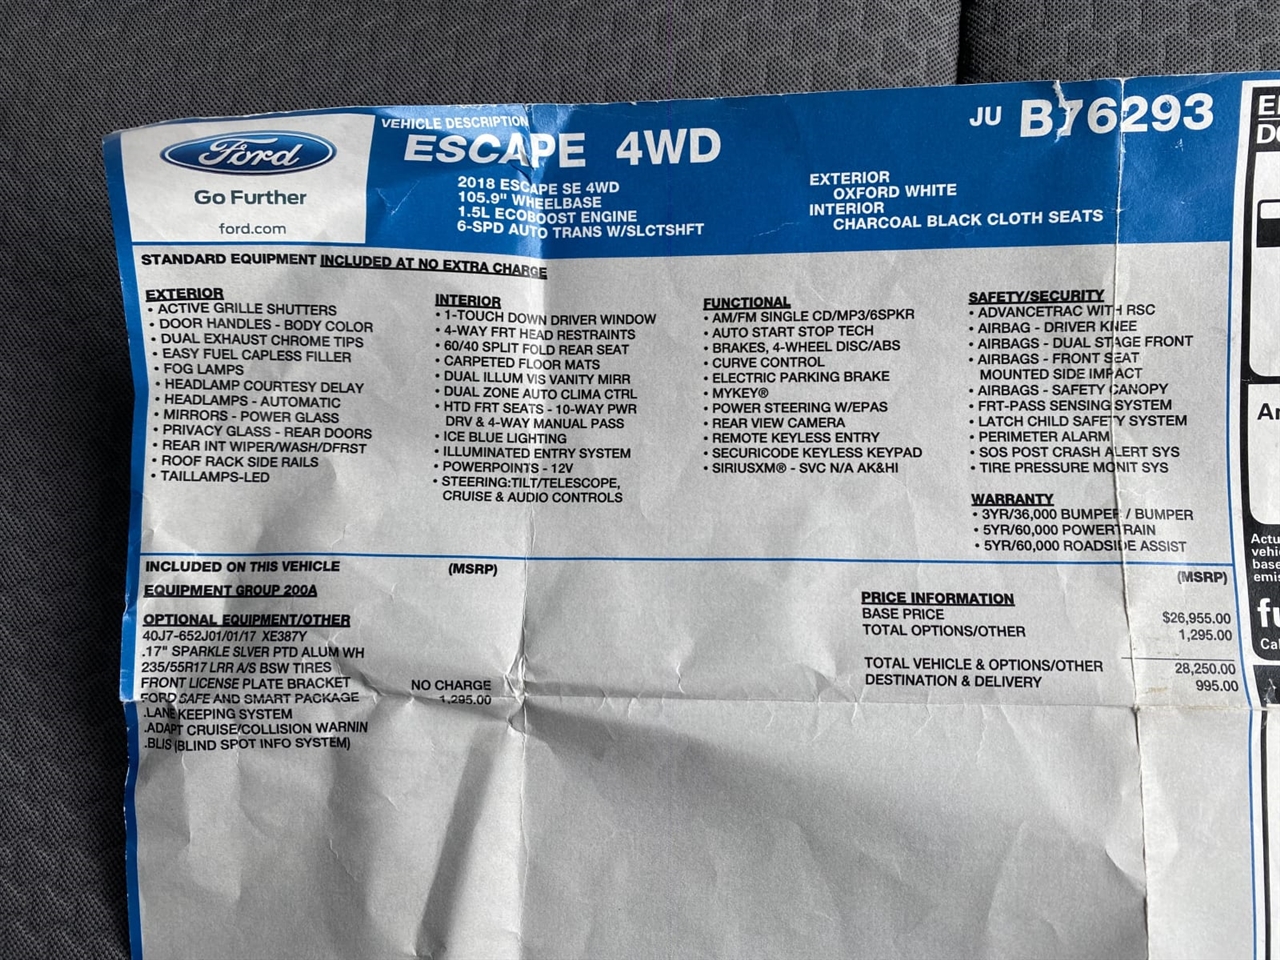 Ford
Go Further
ford.com
VEHICLE DESCRIPTION
ESCAPE 4WD
2018 ESCAPE SE 4WD
105.9" WHEELBASE
1.5L ECOBOOST ENGINE
6-SPD AUTO TRANS W/SLCTSHFT
JU B76293
EXTERIOR
OXFORD WHITE
INTERIOR
CHARCOAL BLACK CLOTH SEATS
STANDARD EQUIPMENT INCLUDED AT NO EXTRA CHARGE
EXTERIOR
• ACTIVE GRILLE SHUTTERS
• DOOR HANDLES - BODY COLOR
• DUAL EXHAUST CHROME TIPS
• EASY FUEL CAPLESS FILLER
• FOG LAMPS
• HEADLAMP COURTESY DELAY
• HEADLAMPS - AUTOMATIC
• MIRRORS - POWER GLASS
• PRIVACY GLASS - REAR DOORS
• REAR INT WIPER/WASH/DFRST
• ROOF RACK SIDE RAILS
• TAILLAMPS-LED
INTERIOR
• 1-TOUCH DOWN DRIVER WINDOW
• 4-WAY FRT HEAD RESTRAINTS
• 60/40 SPLIT FOLD REAR SEAT
• CARPETED FLOOR MATS
• DUAL ILLUM VIS VANITY MIRR
• DUAL ZONE AUTO CLIMA CTRL
• HTD FRT SEATS - 10-WAY PWR
DRV & 4-WAY MANUAL PASS
• ICE BLUE LIGHTING
• ILLUMINATED ENTRY SYSTEM
• POWERPOINTS - 12V
• STEERING:TILT/TELESCOPE,
CRUISE & AUDIO CONTROLS
FUNCTIONAL
• AM/FM SINGLE CD/MP3/6SPKR
• AUTO START STOP TECH
• BRAKES, 4-WHEEL DISC/ABS
• CURVE CONTROL
• ELECTRIC PARKING BRAKE
• MYKEY®
• POWER STEERING W/EPAS
• REAR VIEW CAMERA
• REMOTE KEYLESS ENTRY
• SECURICODE KEYLESS KEYPAD
• SIRIUSXM® - SVC N/A AK&HI
SAFETY/SECURITY
• ADVANCETRAC WITH RSC
• AIRBAG - DRIVER KNEE
• AIRBAGS - DUAL STAGE FRONT
• AIRBAGS - FRONT SEAT
MOUNTED SIDE IMPACT
• AIRBAGS - SAFETY CANOPY
• FRT-PASS SENSING SYSTEM
• LATCH CHILD SAFETY SYSTEM
• PERIMETER ALARM
• SOS POST CRASH ALERT SYS
• TIRE PRESSURE MONIT SYS
WARRANTY
• 3YR/36,000 BUMPER / BUMPER
• 5YR/60,000 POWERTRAIN
• 5YR/60,000 ROADSIDE ASSIST
INCLUDED ON THIS VEHICLE (MSRP)
EQUIPMENT GROUP 200A
OPTIONAL EQUIPMENT/OTHER
40J7-652J01/01/17 XE387Y
.17" SPARKLE SLVER PTD ALUM WH
235/55R17 LRR A/S BSW TIRES
FRONT LICENSE PLATE BRACKET NO CHARGE
FORD SAFE AND SMART PACKAGE 1,295.00
.LANE KEEPING SYSTEM
.ADAPT CRUISE/COLLISION WARNIN
.BLIS (BLIND SPOT INFO SYSTEM)
(MSRP)
PRICE INFORMATION
BASE PRICE $26,955.00
TOTAL OPTIONS/OTHER 1,295.00
TOTAL VEHICLE & OPTIONS/OTHER 28,250.00
DESTINATION & DELIVERY 995.00